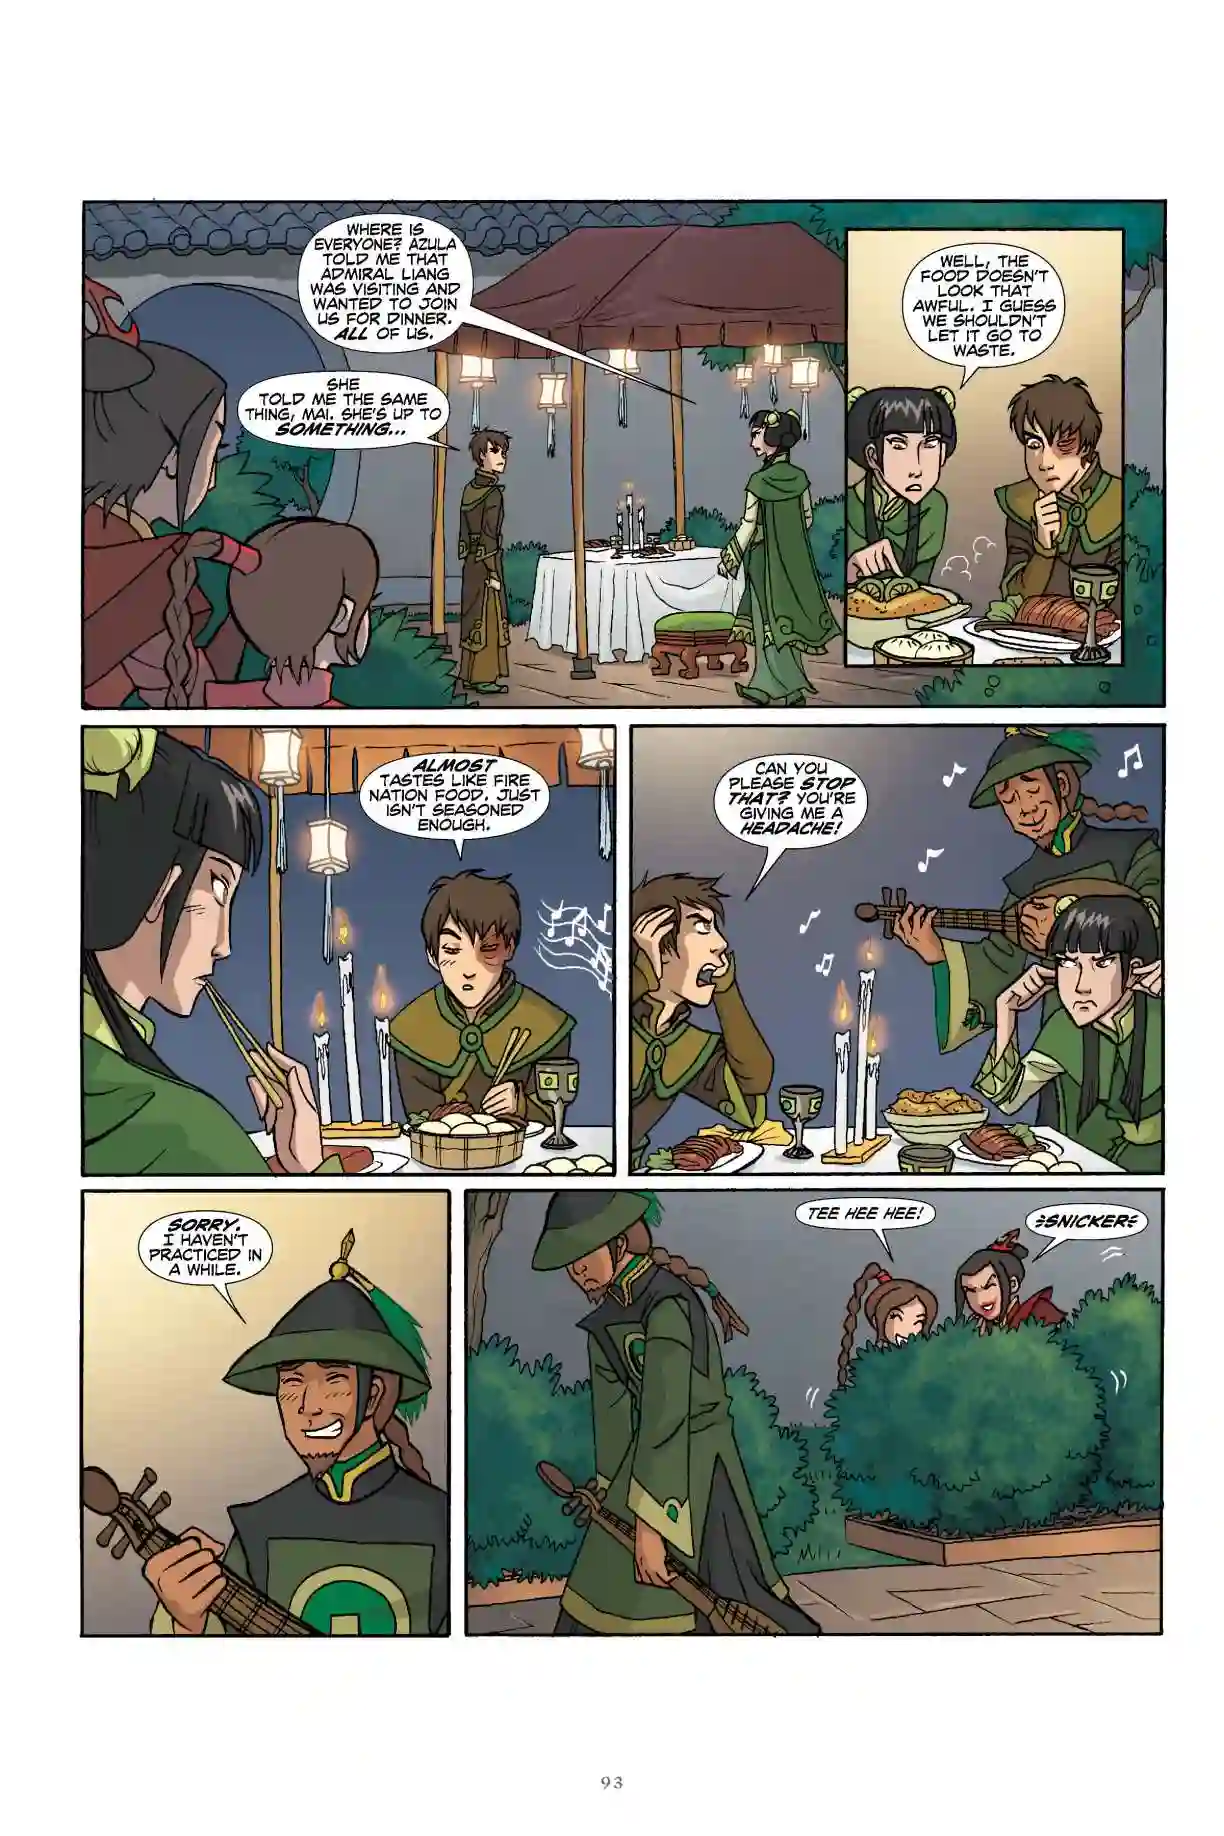 WHERE IS
EVERYONE? AZULA
TOLD ME THAT
ADMIRAL LIANG
WAS VISITING AND
WANTED TO JOIN
US FOR DINNER.
ALL OF US.
SHE
TOLD ME THE SAME
THING, MAI. SHE'S UP TO
SOMETHING...
WELL, THE
FOOD DOESN'T
LOOK THAT
AWFUL. I GUESS
WE SHOULDN'T
LET IT GO TO
WASTE.
ALMOST
TASTES LIKE FIRE
NATION FOOD. JUST
ISN'T SEASONED
ENOUGH.
CAN YOU
PLEASE STOP
THAT? YOU'RE
GIVING ME A
HEADACHE!
SORRY.
I HAVEN'T
PRACTICED IN
A WHILE.
TEE HEE HEE!
SNICKER
93